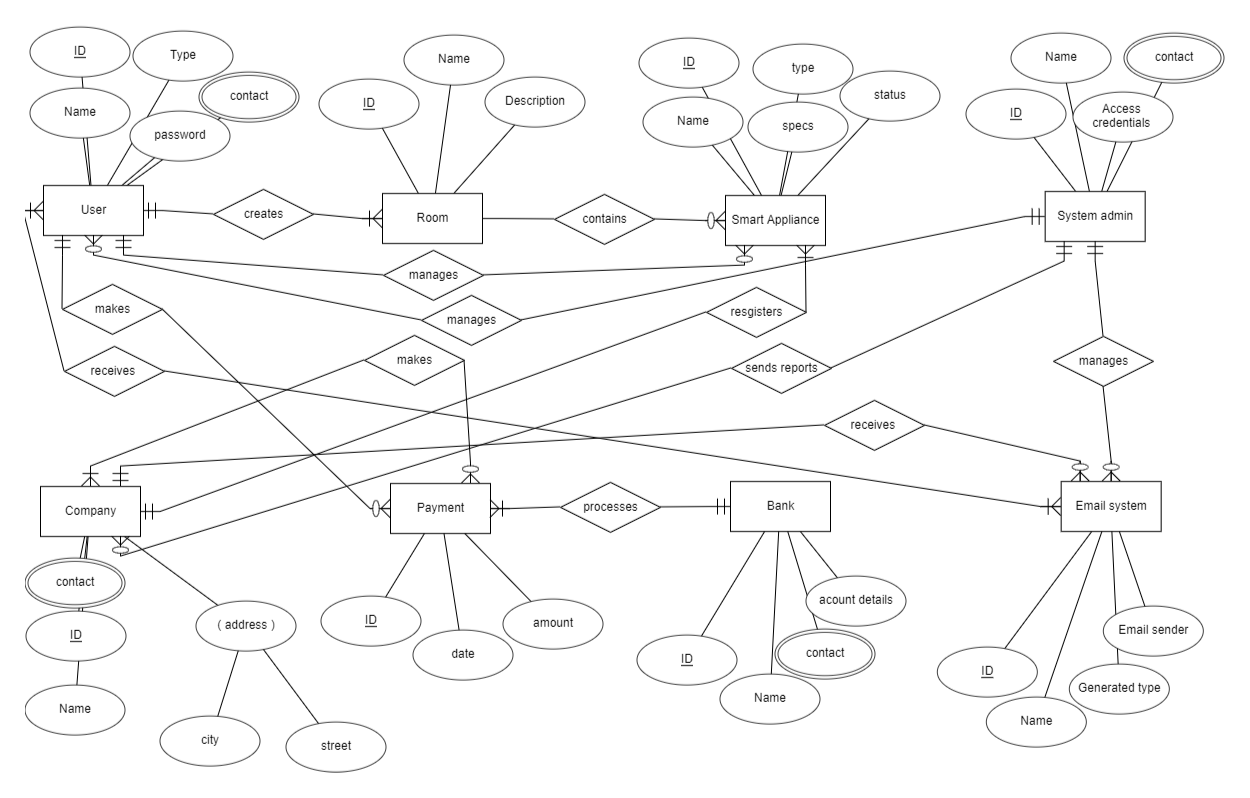 ID
Type
Name
contact
password
Name
ID
Description
ID
type
status
Name
specs
Name
contact
ID
Access
credentials
User
creates
Room
contains
Smart Appliance
System admin
manages
makes
manages
resgisters
receives
makes
sends reports
manages
receives
Company
Payment
processes
Bank
Email system
contact
ID
Name
( address )
city
street
ID
date
amount
ID
Name
contact
acount details
ID
Name
Generated type
Email sender